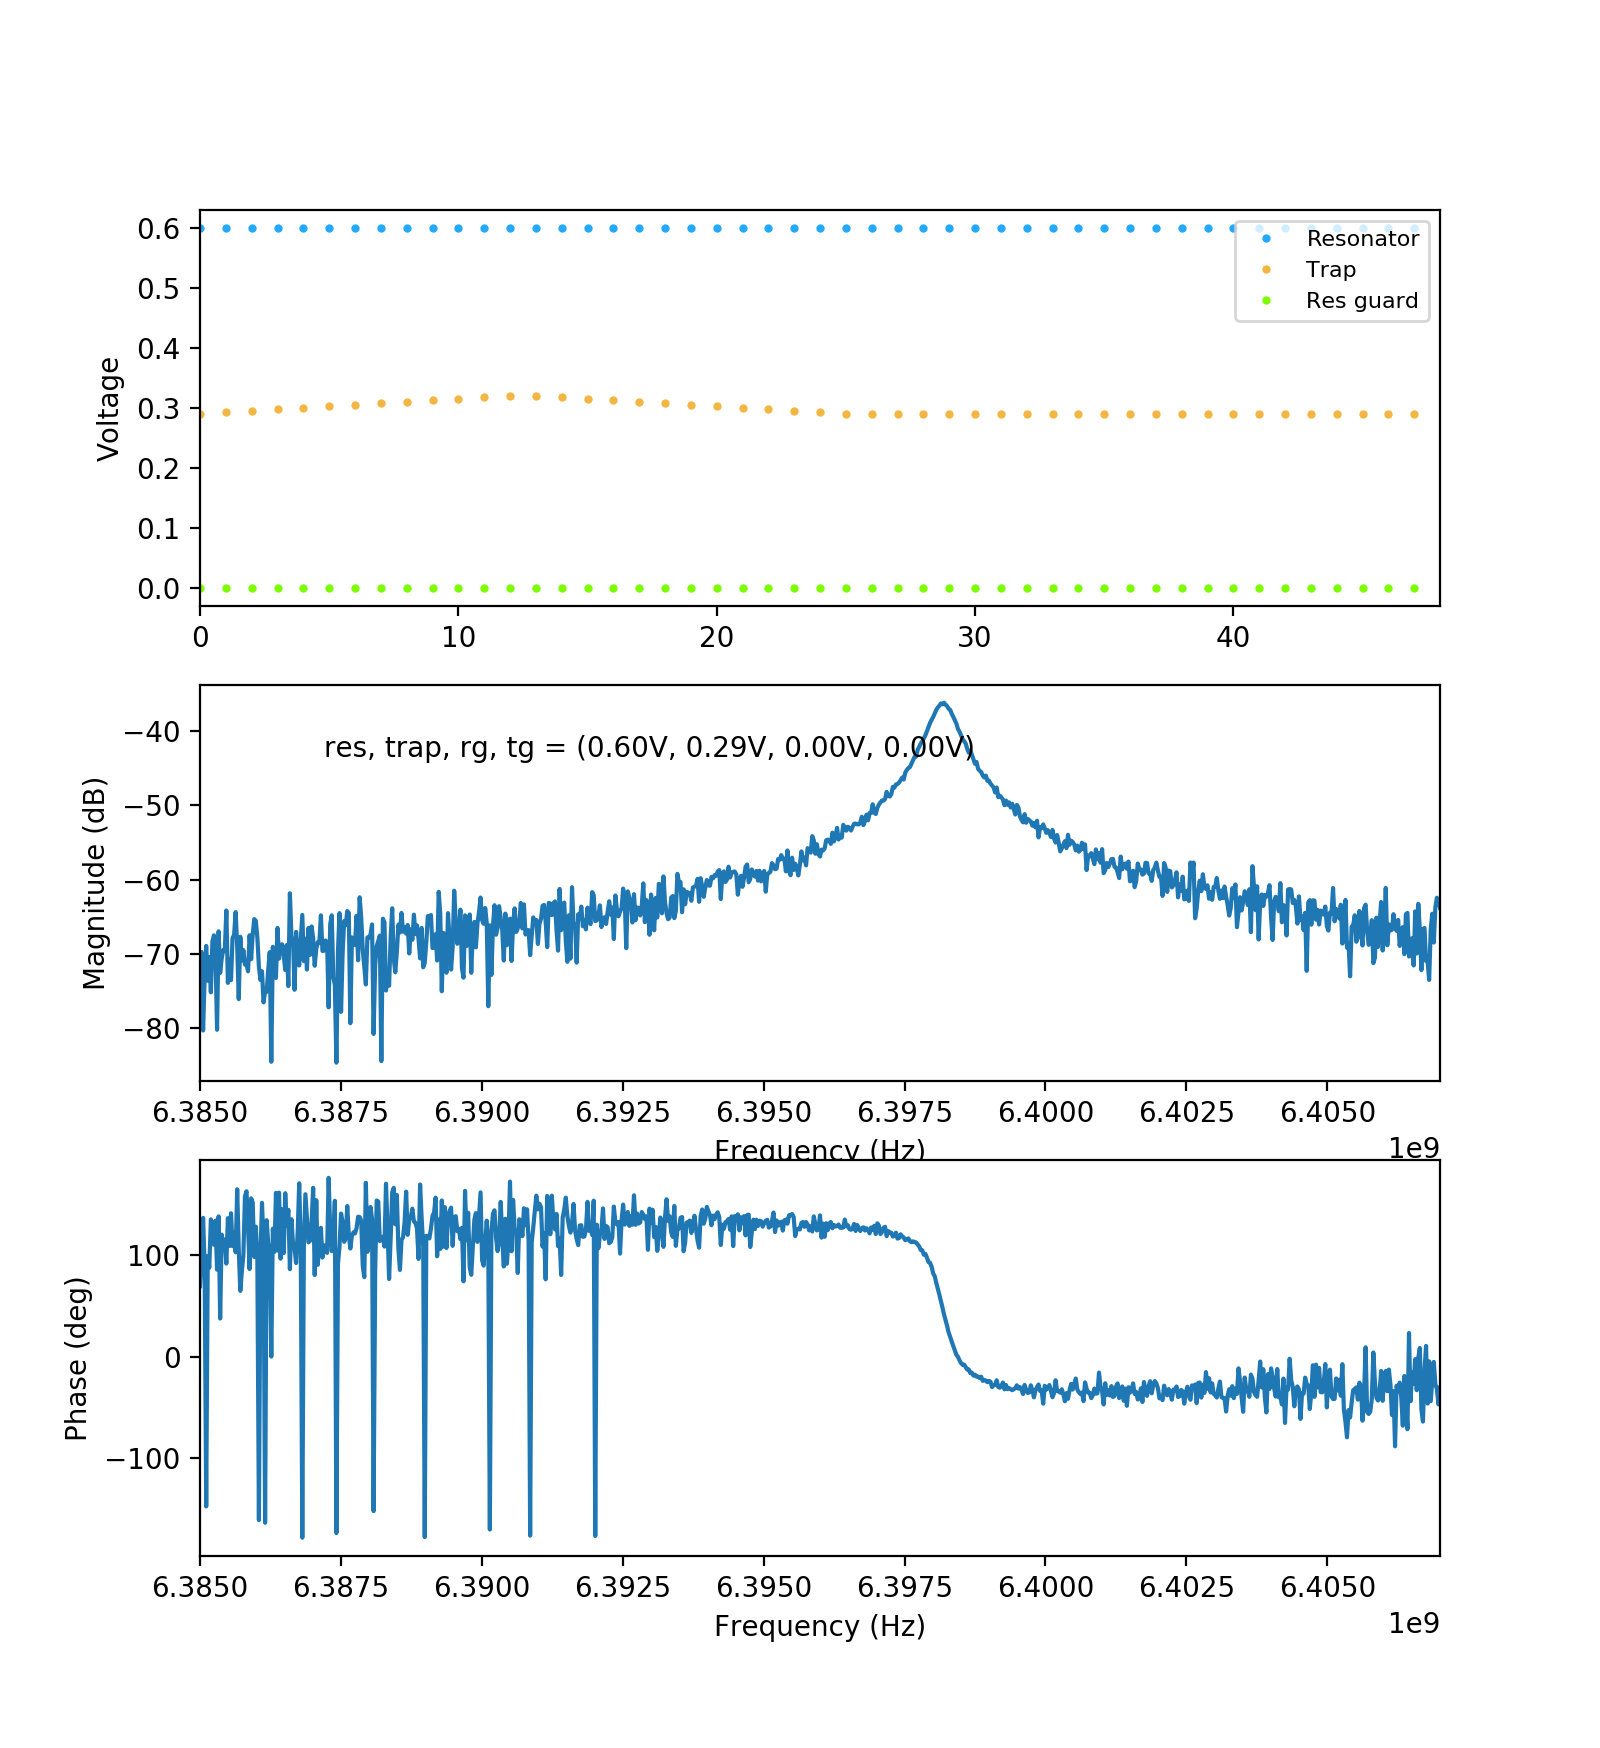 0.6
0.5
0.4
0.3
0.2
0.1
0.0
Voltage
Resonator
Trap
Res guard
0 10 20 30 40
−40
−50
−60
−70
−80
Magnitude (dB)
res, trap, rg, tg = (0.60V, 0.29V, 0.00V, 0.00V)
6.3850 6.3875 6.3900 6.3925 6.3950 6.3975 6.4000 6.4025 6.4050
Frequency (Hz)
1e9
100
0
−100
Phase (deg)
6.3850 6.3875 6.3900 6.3925 6.3950 6.3975 6.4000 6.4025 6.4050
Frequency (Hz)
1e9